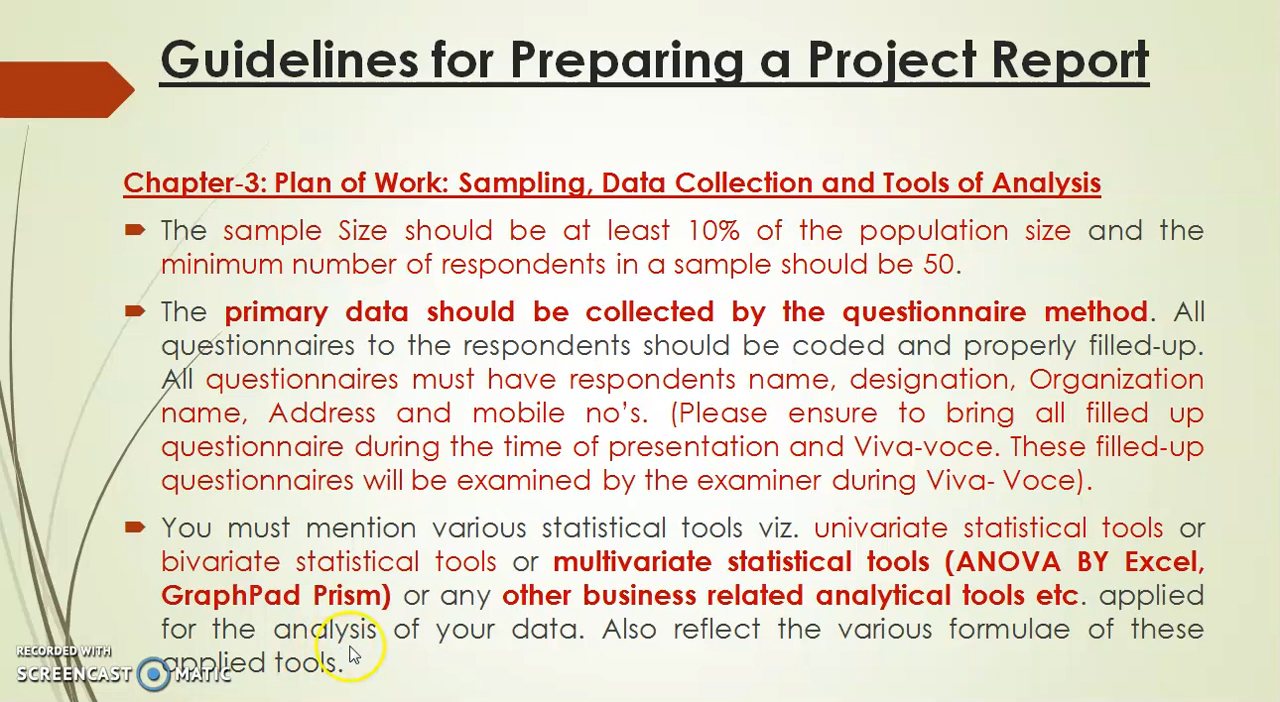 Guidelines for Preparing a Project Report
Chapter-3: Plan of Work: Sampling, Data Collection and Tools of Analysis
The sample Size should be at least 10% of the population size and the
minimum number of respondents in a sample should be 50.
The primary data should be collected by the questionnaire method. All
questionnaires to the respondents should be coded and properly filled-up.
All questionnaires must have respondents name, designation, Organization
name, Address and mobile no's. (Please ensure to bring all filled up
questionnaire during the time of presentation and Viva-voce. These filled-up
questionnaires will be examined by the examiner during Viva- Voce).
You must mention various statistical tools viz. univariate statistical tools or
bivariate statistical tools or multivariate statistical tools (ANOVA BY Excel,
GraphPad Prism) or any other business related analytical tools etc. applied
for the analysis of your data. Also reflect the various formulae of these
applied tools.
RECORDED WITH
SCREENCAST MATIC